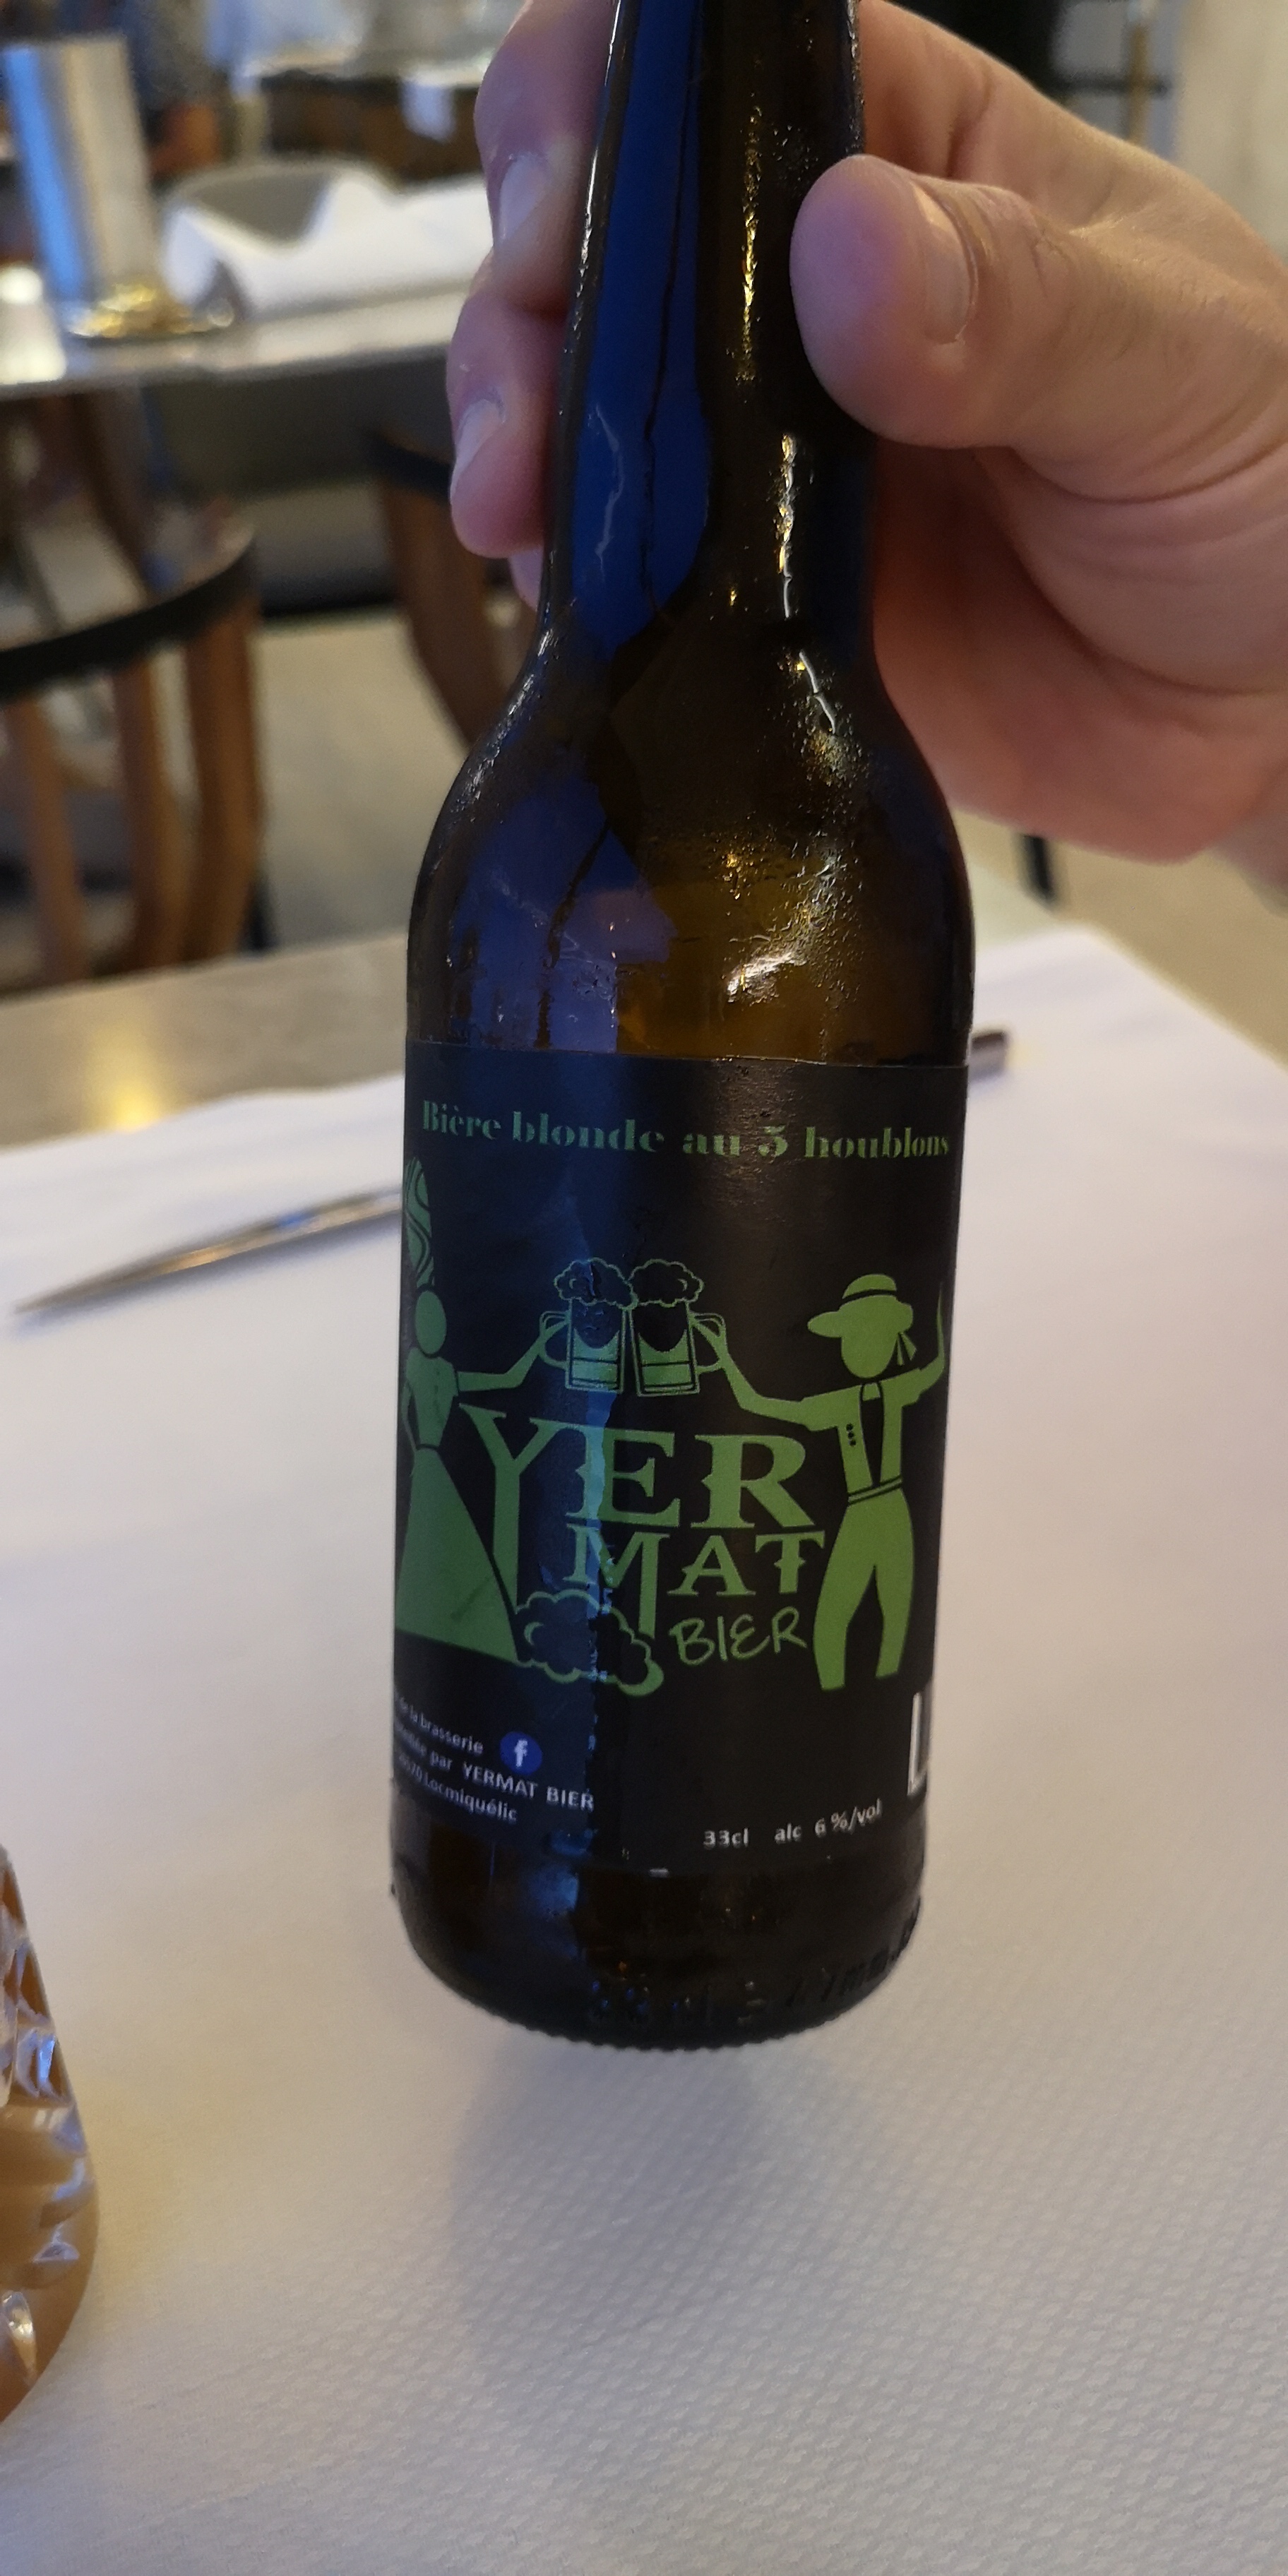 Bière blonde au 3 houblons
YER
MAT
BIER
de la brasserie
f
par YERMAT BIER
Locmiquélic
33cl alc 6%/vol